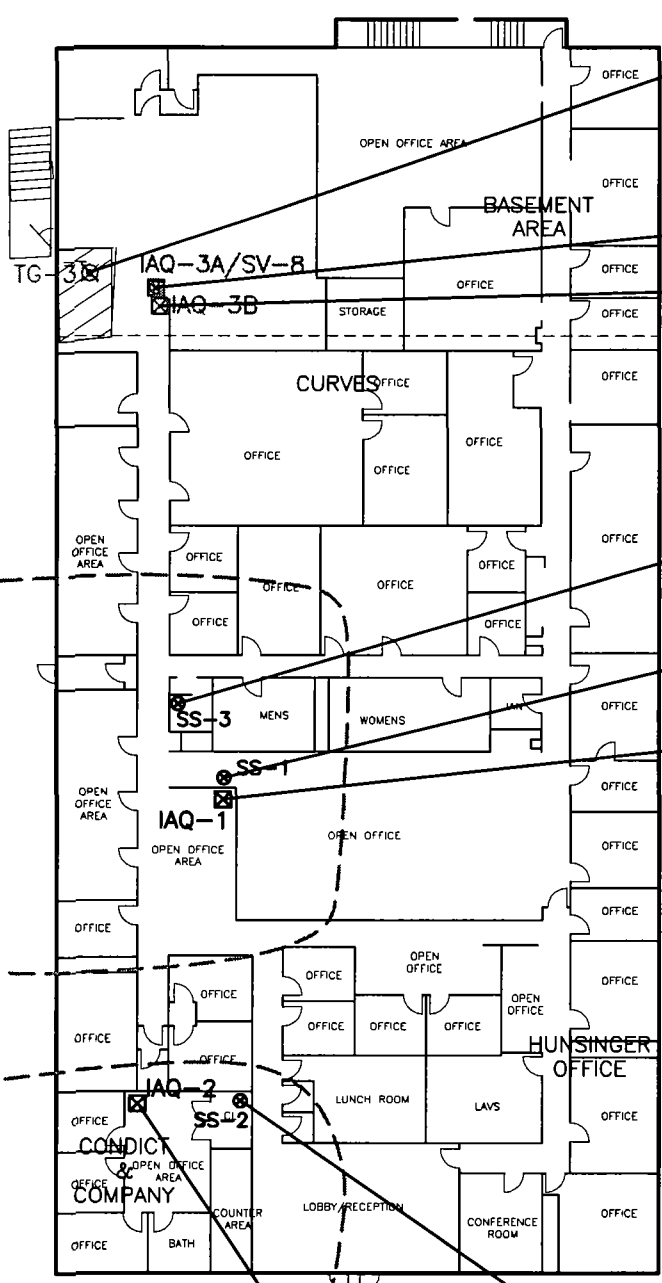 OFFICE
OPEN OFFICE AREA
OFFICE
BASEMENT
AREA
TG-3
IAQ-3A/SV-8
OFFICE
OFFICE
IAQ-3B
STORAGE
OFFICE
CURVES
OFFICE
OFFICE
OFFICE
OFFICE
OFFICE
OPEN
OFFICE
AREA
OFFICE
OFFICE
OFFICE
OFFICE
OFFICE
OFFICE
OFFICE
SS-3
MENS
WOMENS
JAN
OFFICE
SS-1
OPEN
OFFICE
AREA
OFFICE
IAQ-1
OPEN OFFICE
AREA
OPEN OFFICE
OFFICE
OFFICE
OFFICE
OPEN
OFFICE
OFFICE
OFFICE
OFFICE
OPEN
OFFICE
OFFICE
OFFICE
OFFICE
OFFICE
OFFICE
HUNSINGER
OFFICE
IAQ-2
SS-2
LUNCH ROOM
LAVS
OFFICE
OFFICE
CONDICT
&
COMPANY
OPEN OFFICE
AREA
OFFICE
COUNTER
AREA
LOBBY/RECEPTION
CONFERENCE
ROOM
OFFICE
OFFICE
BATH